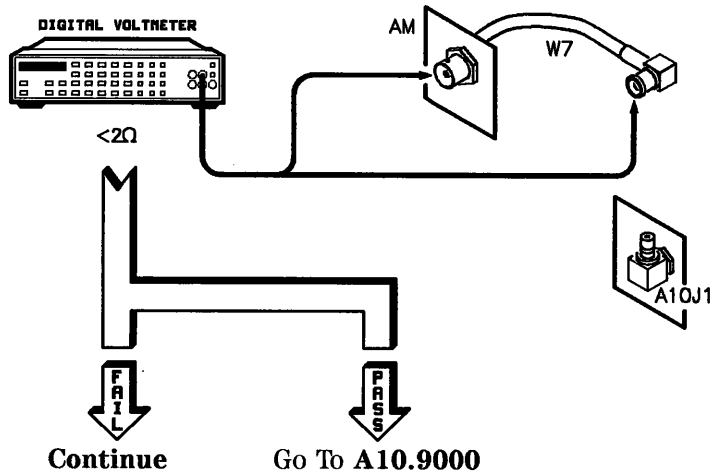 DIGITAL VOLTMETER
AM
W7
<2Ω
A10J1
FAIL
PASS
Continue
Go To A10.9000